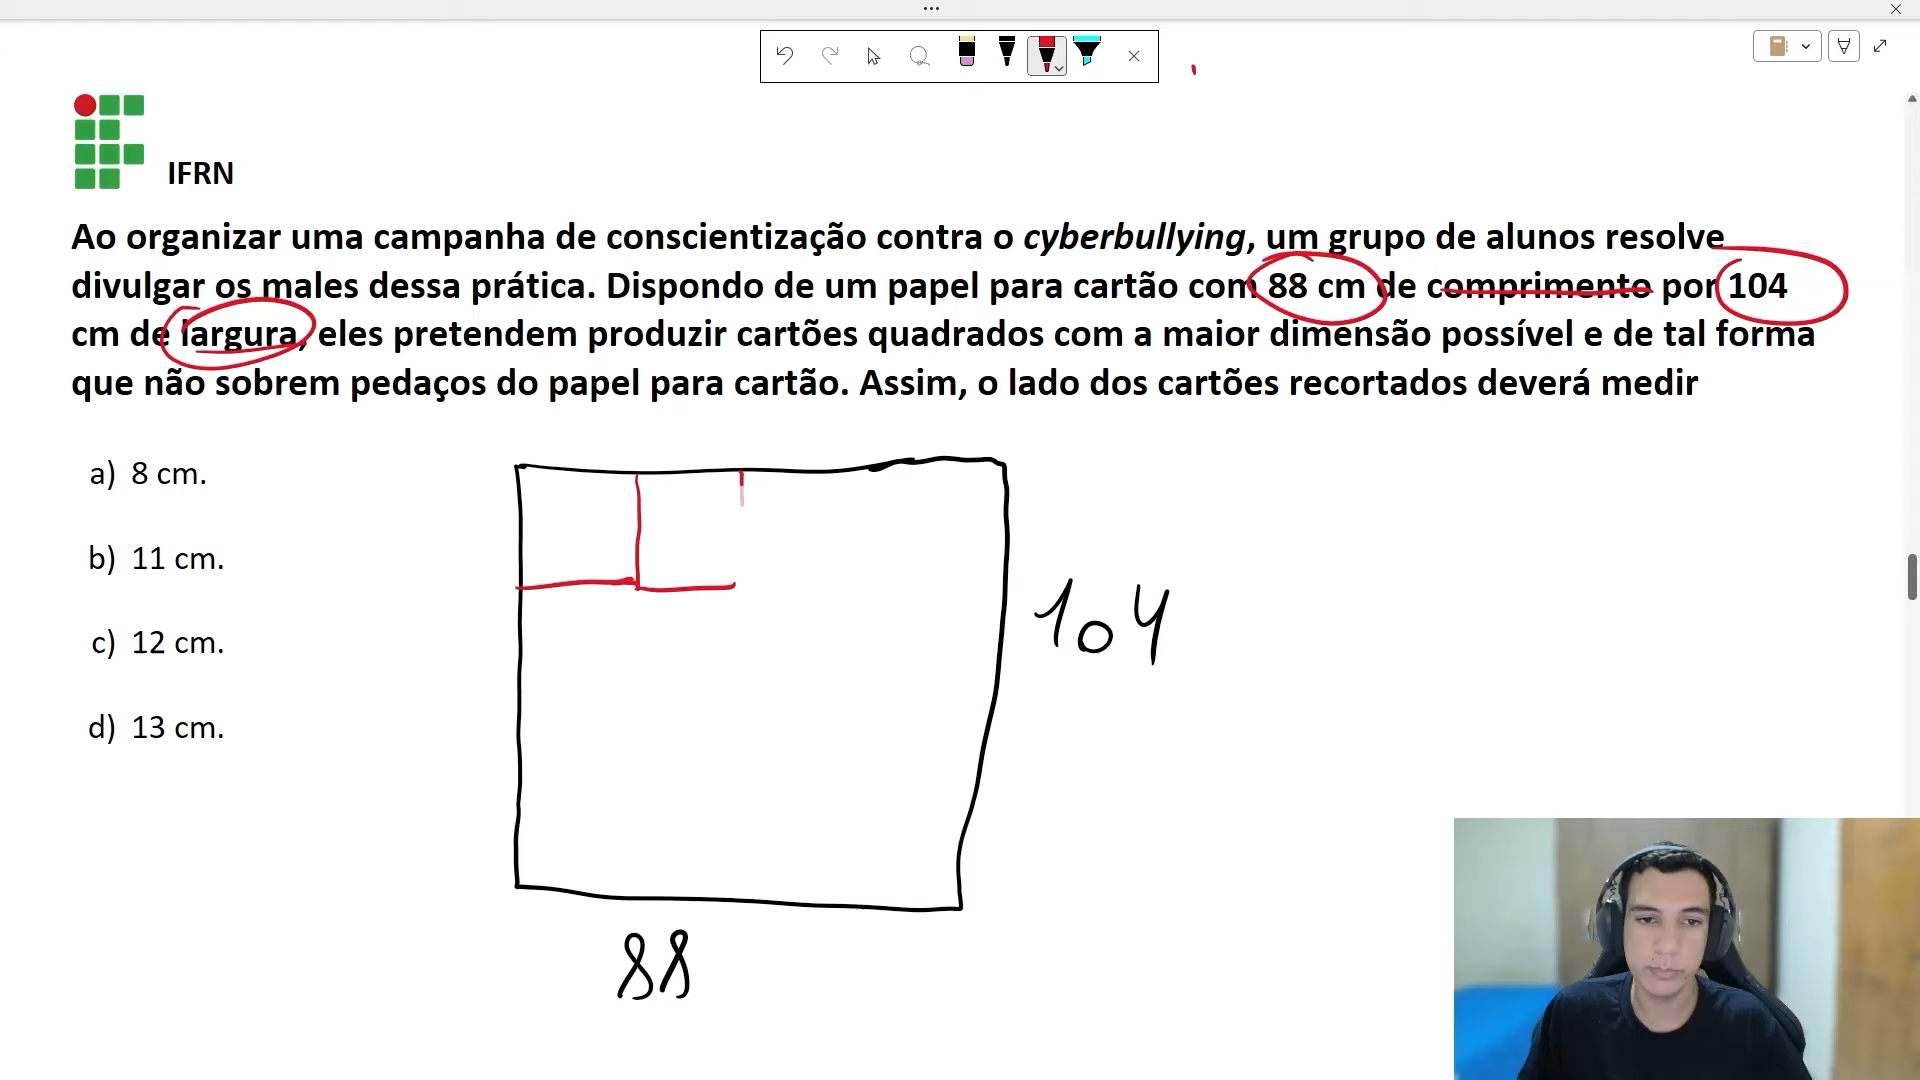 IFRN
Ao organizar uma campanha de conscientização contra o cyberbullying, um grupo de alunos resolve
divulgar os males dessa prática. Dispondo de um papel para cartão com 88 cm de comprimento por 104
cm de largura, eles pretendem produzir cartões quadrados com a maior dimensão possível e de tal forma
que não sobrem pedaços do papel para cartão. Assim, o lado dos cartões recortados deverá medir
a) 8 cm.
b) 11 cm.
c) 12 cm.
d) 13 cm.
104
88